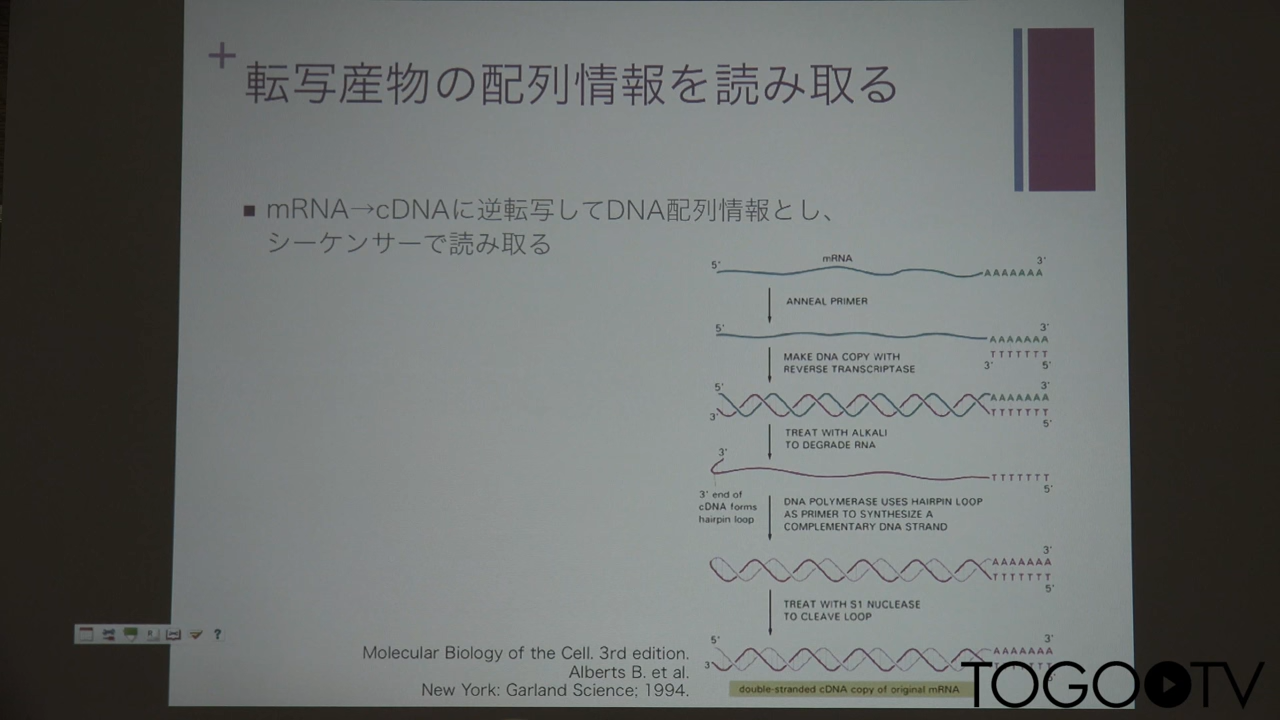 +
転写産物の配列情報を読み取る
■ mRNA→cDNAに逆転写してDNA配列情報とし、
シーケンサーで読み取る
5' mRNA 3'
AAAAAAA
ANNEAL PRIMER
5' 3'
AAAAAAA
TTTTTTT
3' 5'
MAKE DNA COPY WITH
REVERSE TRANSCRIPTASE
5' 3'
AAAAAAA
3' TTTTTTT
5'
TREAT WITH ALKALI
TO DEGRADE RNA
3'
TTTTTTT
5'
3' end of
cDNA forms
hairpin loop
DNA POLYMERASE USES HAIRPIN LOOP
AS PRIMER TO SYNTHESIZE A
COMPLEMENTARY DNA STRAND
3'
AAAAAAA
TTTTTTT
5'
TREAT WITH S1 NUCLEASE
TO CLEAVE LOOP
5' 3'
AAAAAAA
3'
double-stranded cDNA copy of original mRNA
Molecular Biology of the Cell. 3rd edition.
Alberts B. et al.
New York: Garland Science; 1994.
?
TOGO TV